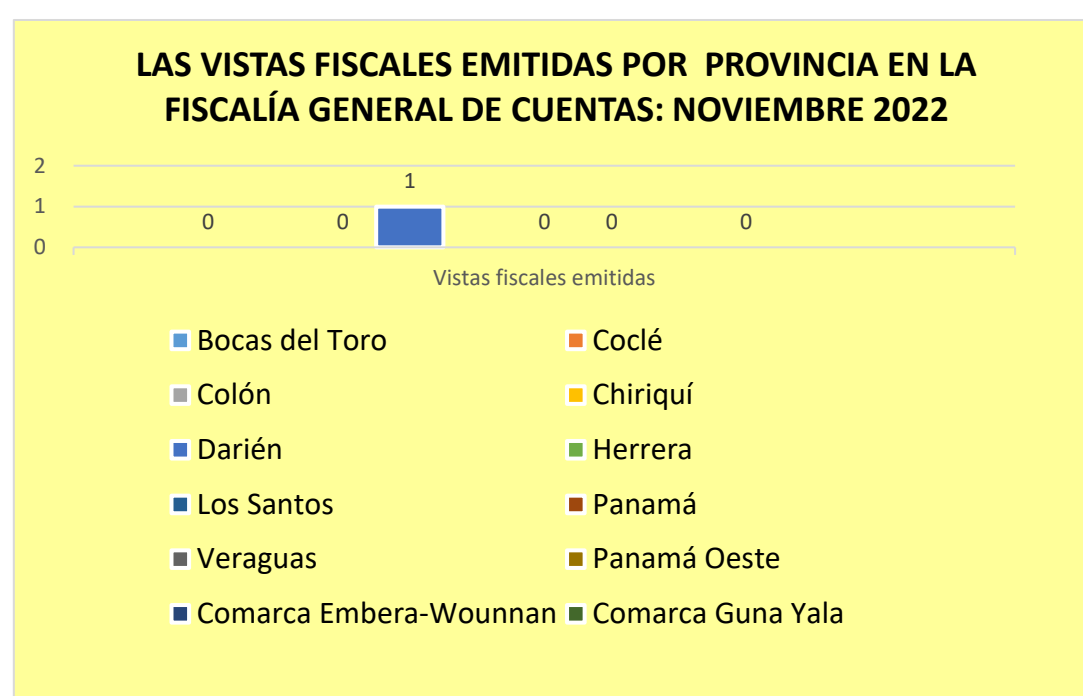 LAS VISTAS FISCALES EMITIDAS POR PROVINCIA EN LA
FISCALÍA GENERAL DE CUENTAS: NOVIEMBRE 2022
2
1
0
0 0 1 0 0 0
Vistas fiscales emitidas
Bocas del Toro Coclé
Colón Chiriquí
Darién Herrera
Los Santos Panamá
Veraguas Panamá Oeste
Comarca Embera-Wounnan Comarca Guna Yala